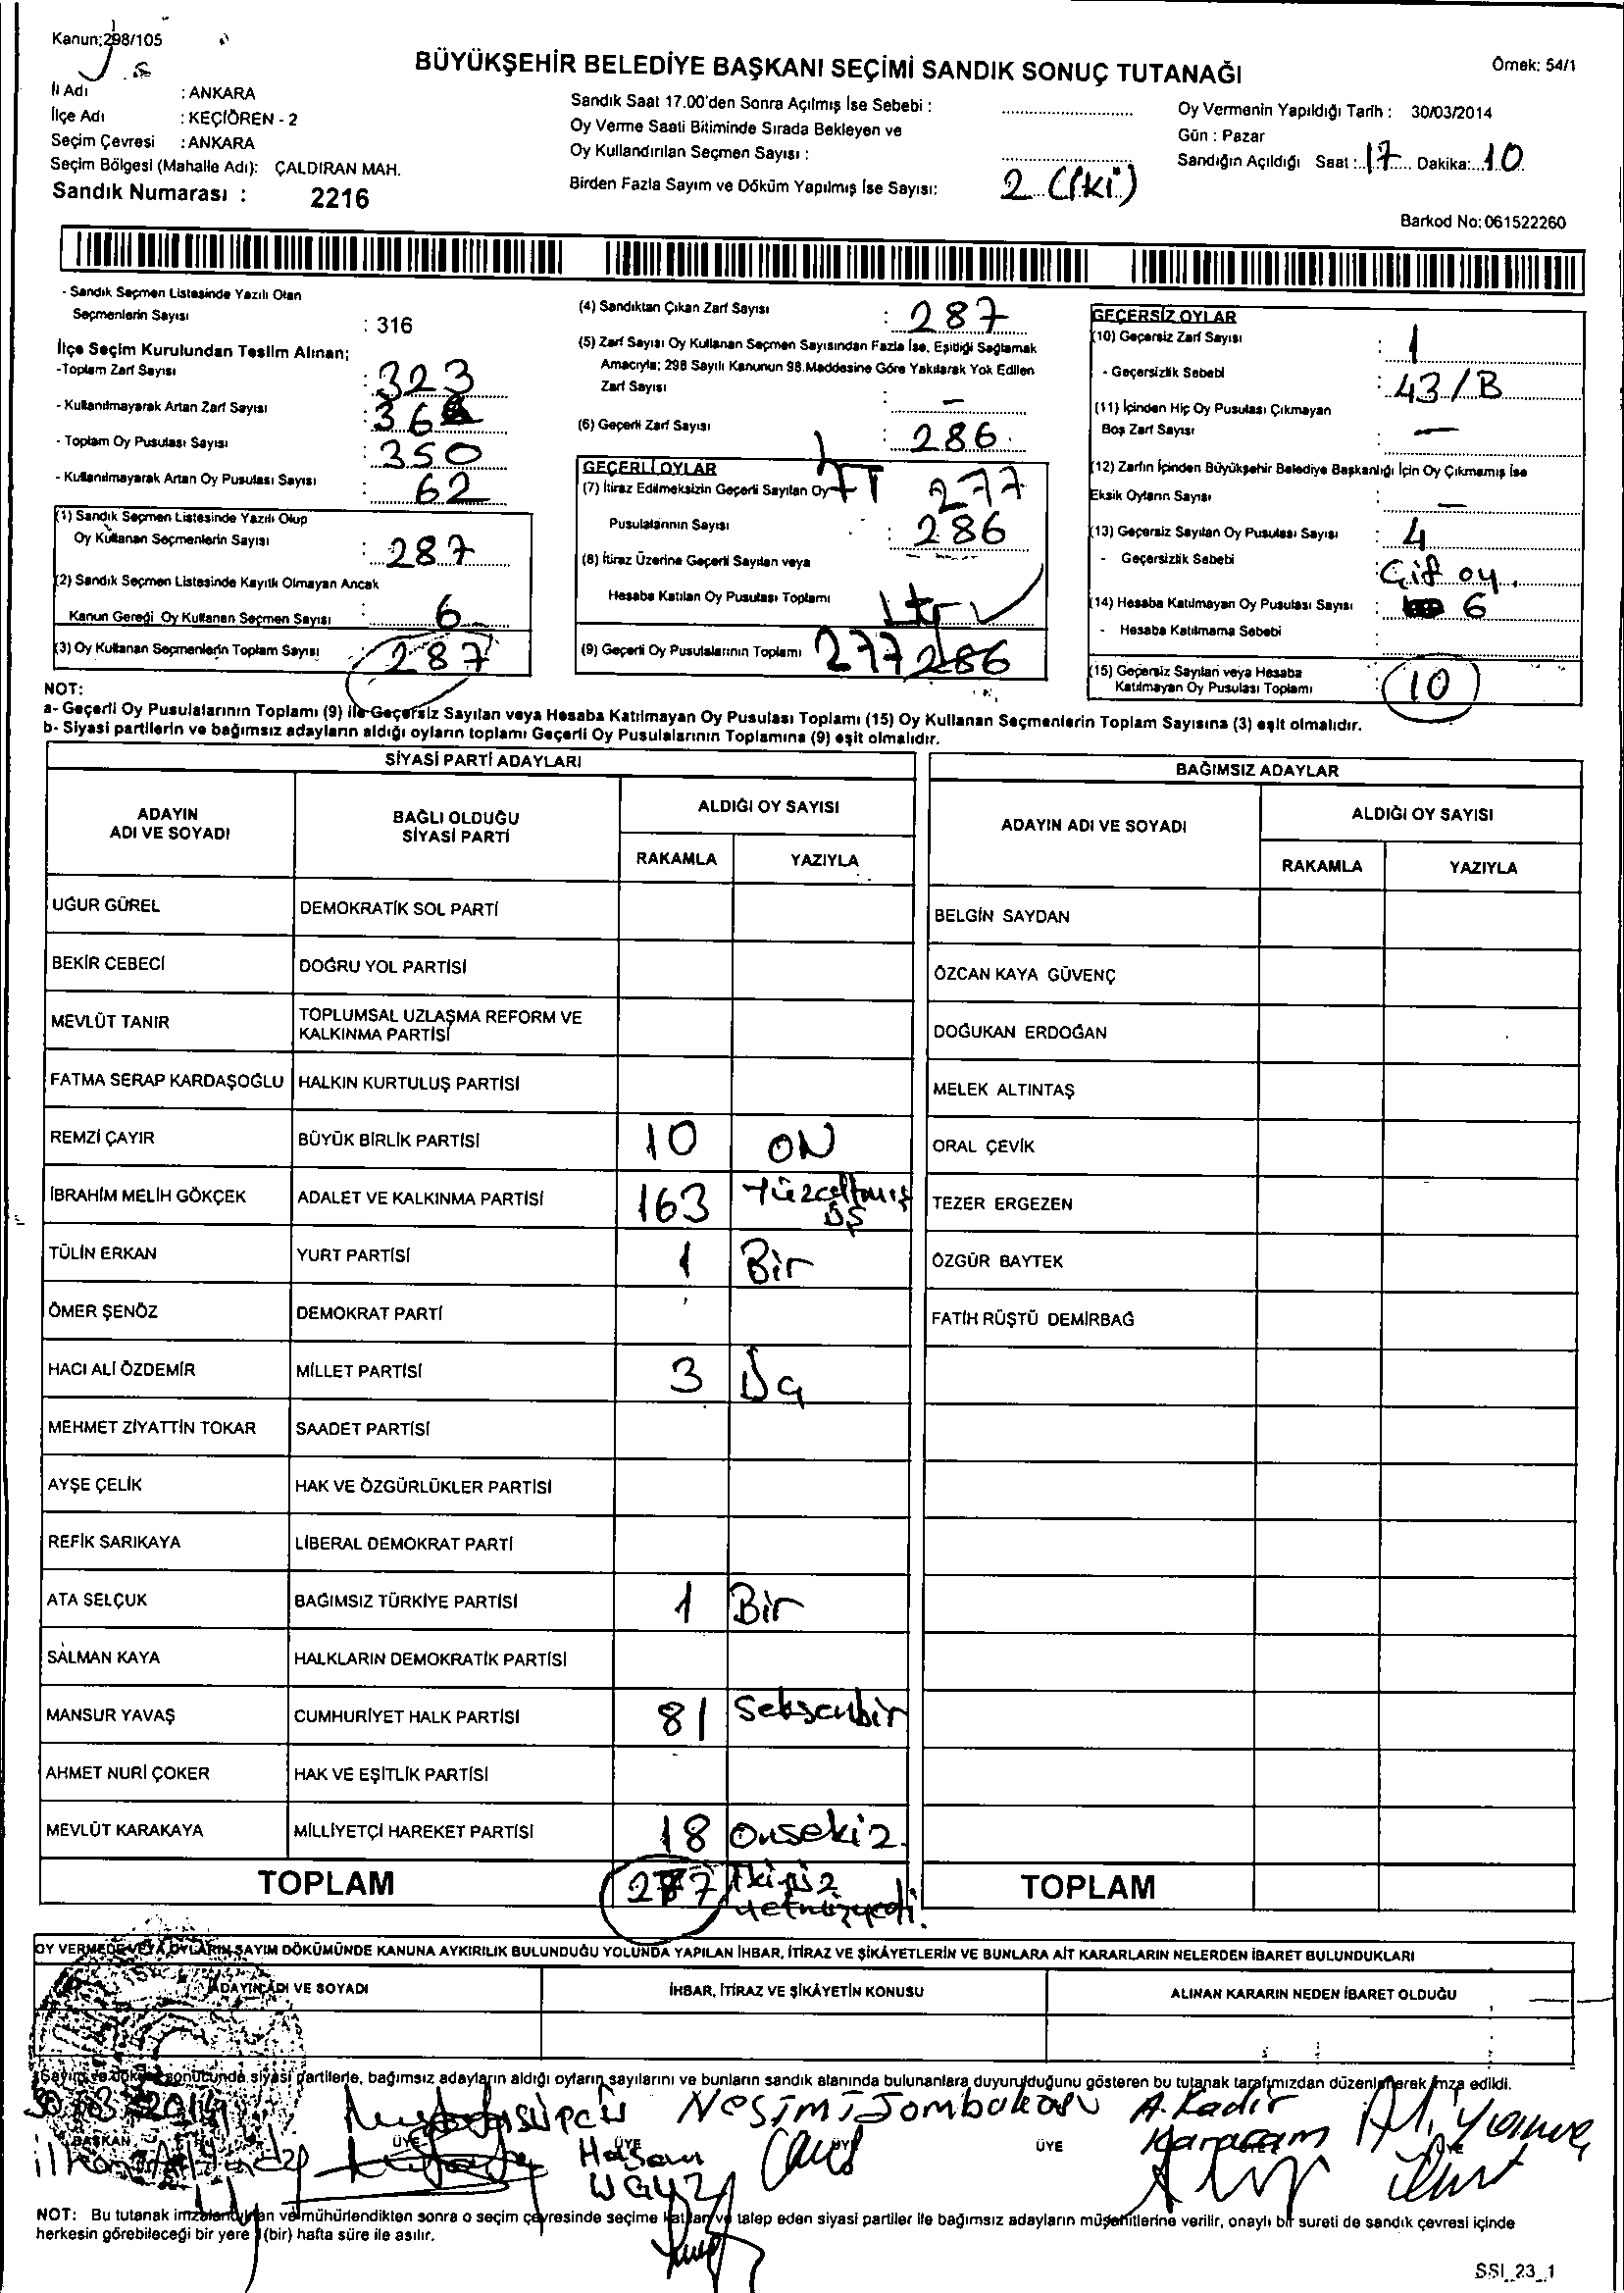 Kanun:298/105
BÜYÜKŞEHİR BELEDİYE BAŞKANI SEÇİMİ SANDIK SONUÇ TUTANAĞI
Örnek: 54/1
İl Adı : ANKARA
İlçe Adı : KEÇİÖREN - 2
Seçim Çevresi : ANKARA
Seçim Bölgesi (Mahalle Adı): ÇALDIRAN MAH.
Sandık Numarası : 2216
Sandık Saat 17.00'den Sonra Açılmış İse Sebebi :
Oy Verme Saati Bitiminde Sırada Bekleyen ve
Oy Kullandırılan Seçmen Sayısı :
Birden Fazla Sayım ve Döküm Yapılmış İse Sayısı: 2 (iki)
Oy Vermenin Yapıldığı Tarih : 30/03/2014
Gün : Pazar
Sandığın Açıldığı Saat : 17 Dakika: 10
Barkod No: 061522260
- Sandık Seçmen Listesinde Yazılı Olan
Seçmenlerin Sayısı : 316
İlçe Seçim Kurulundan Teslim Alınan;
-Toplam Zarf Sayısı : 323
- Kullanılmayarak Artan Zarf Sayısı : 36
- Toplam Oy Pusulası Sayısı : 350
- Kullanılmayarak Artan Oy Pusulası Sayısı : 62
(1) Sandık Seçmen Listesinde Yazılı Olup
Oy Kullanan Seçmenlerin Sayısı : 287
(2) Sandık Seçmen Listesinde Kayıtlı Olmayan Ancak
Kanun Gereği Oy Kullanan Seçmen Sayısı : 6
(3) Oy Kullanan Seçmenlerin Toplam Sayısı : 287
(4) Sandıktan Çıkan Zarf Sayısı : 287
(5) Zarf Sayısı Oy Kullanan Seçmen Sayısından Fazla İse, Eşitliği Sağlamak
Amacıyla; 298 Sayılı Kanunun 98.Maddesine Göre Yakılarak Yok Edilen
Zarf Sayısı : -
(6) Geçerli Zarf Sayısı : 286
GEÇERLİ OYLAR
(7) İtiraz Edilmeksizin Geçerli Sayılan Oy 277
Pusulalarının Sayısı : 286
(8) İtiraz Üzerine Geçerli Sayılan veya
Hesaba Katılan Oy Pusulası Toplamı
(9) Geçerli Oy Pusulalarının Toplamı 277 286
GEÇERSİZ OYLAR
(10) Geçersiz Zarf Sayısı : 1
- Geçersizlik Sebebi : 43/B
(11) İçinden Hiç Oy Pusulası Çıkmayan
Boş Zarf Sayısı : -
(12) Zarfın İçinden Büyükşehir Belediye Başkanlığı İçin Oy Çıkmamış İse
Eksik Oyların Sayısı : -
(13) Geçersiz Sayılan Oy Pusulası Sayısı : 4
- Geçersizlik Sebebi : Çift oy.
(14) Hesaba Katılmayan Oy Pusulası Sayısı : 6
- Hesaba Katılmama Sebebi :
(15) Geçersiz Sayılan veya Hesaba
Katılmayan Oy Pusulası Toplamı : 10
NOT:
a- Geçerli Oy Pusulalarının Toplamı (9) ile Geçersiz Sayılan veya Hesaba Katılmayan Oy Pusulası Toplamı (15) Oy Kullanan Seçmenlerin Toplam Sayısına (3) eşit olmalıdır.
b- Siyasi partilerin ve bağımsız adayların aldığı oyların toplamı Geçerli Oy Pusulalarının Toplamına (9) eşit olmalıdır.
SİYASİ PARTİ ADAYLARI
ADAYIN ADI VE SOYADI BAĞLI OLDUĞU SİYASİ PARTİ ALDIĞI OY SAYISI
RAKAMLA YAZIYLA
UĞUR GÜREL DEMOKRATİK SOL PARTİ
BEKİR CEBECİ DOĞRU YOL PARTİSİ
MEVLÜT TANIR TOPLUMSAL UZLAŞMA REFORM VE
KALKINMA PARTİSİ
FATMA SERAP KARDAŞOĞLU HALKIN KURTULUŞ PARTİSİ
REMZİ ÇAYIR BÜYÜK BİRLİK PARTİSİ 10 ON
İBRAHİM MELİH GÖKÇEK ADALET VE KALKINMA PARTİSİ 163 Yüzaltmış
üş
TÜLİN ERKAN YURT PARTİSİ 1 Bir
ÖMER ŞENÖZ DEMOKRAT PARTİ
HACI ALİ ÖZDEMİR MİLLET PARTİSİ 3 Üç
MEHMET ZİYATTİN TOKAR SAADET PARTİSİ
AYŞE ÇELİK HAK VE ÖZGÜRLÜKLER PARTİSİ
REFİK SARIKAYA LİBERAL DEMOKRAT PARTİ
ATA SELÇUK BAĞIMSIZ TÜRKİYE PARTİSİ 1 Bir
SALMAN KAYA HALKLARIN DEMOKRATİK PARTİSİ
MANSUR YAVAŞ CUMHURİYET HALK PARTİSİ 81 Seksenbir
AHMET NURİ ÇOKER HAK VE EŞİTLİK PARTİSİ
MEVLÜT KARAKAYA MİLLİYETÇİ HAREKET PARTİSİ 18 Onsekiz
TOPLAM 277 İkiyüz
yetmişyedi.
BAĞIMSIZ ADAYLAR
ADAYIN ADI VE SOYADI ALDIĞI OY SAYISI
RAKAMLA YAZIYLA
BELGİN SAYDAN
ÖZCAN KAYA GÜVENÇ
DOĞUKAN ERDOĞAN
MELEK ALTINTAŞ
ORAL ÇEVİK
TEZER ERGEZEN
ÖZGÜR BAYTEK
FATİH RÜŞTÜ DEMİRBAĞ
TOPLAM
OY VERMEDE VEYA OYLARIN SAYIM DÖKÜMÜNDE KANUNA AYKIRILIK BULUNDUĞU YOLUNDA YAPILAN İHBAR, İTİRAZ VE ŞİKÂYETLERİN VE BUNLARA AİT KARARLARIN NELERDEN İBARET BULUNDUKLARI
ADAYIN ADI VE SOYADI İHBAR, İTİRAZ VE ŞİKÂYETİN KONUSU ALINAN KARARIN NEDEN İBARET OLDUĞU
Sayım ve döküm sonucunda siyasi partilerle, bağımsız adayların aldığı oyların sayılarını ve bunların sandık alanında bulunanlara duyurulduğunu gösteren bu tutanak tarafımızdan düzenlenerek imza edildi.
30 03 2014
Nesimi A.Kadir
BAŞKAN ÜYE ÜYE ÜYE ÜYE
Hasan Karaçam
NOT: Bu tutanak imzalandıktan ve mühürlendikten sonra o seçim çevresinde seçime katılan ve talep eden siyasi partiler ile bağımsız adayların müşahitlerine verilir, onaylı bir sureti de sandık çevresi içinde
herkesin görebileceği bir yere 1(bir) hafta süre ile asılır.
SSI_23_1